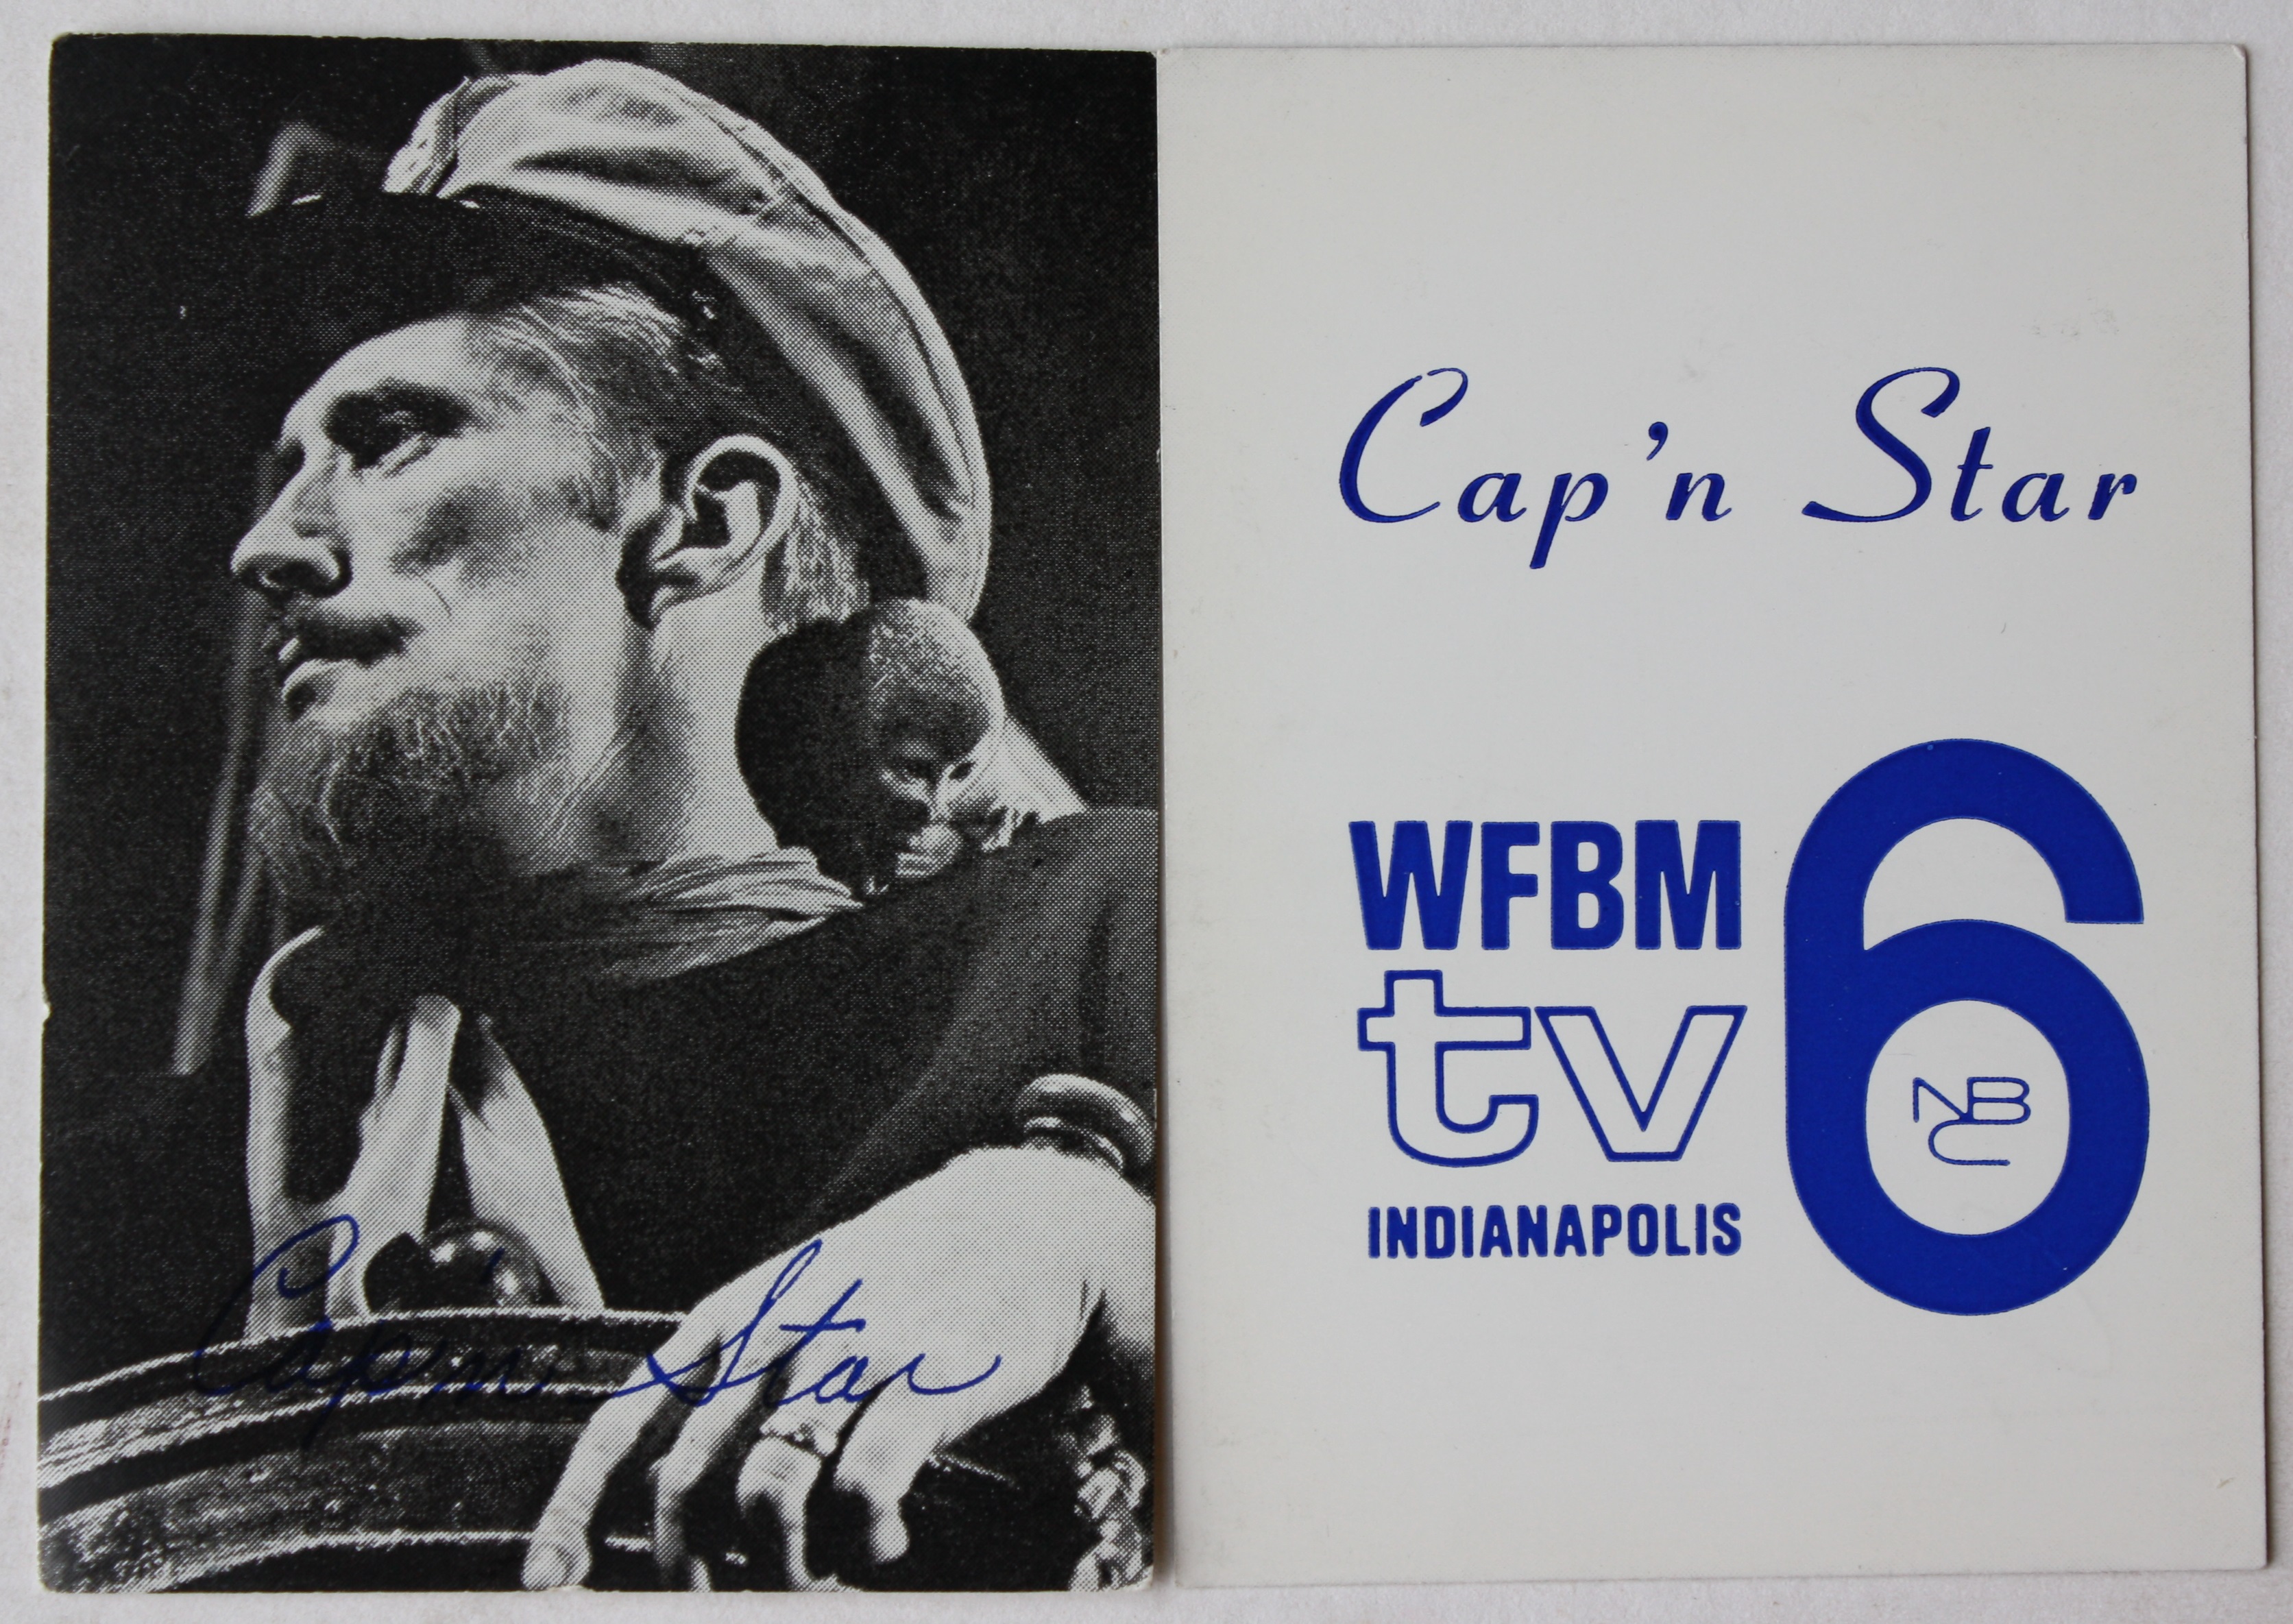 Cap'n Star
Cap'n Star
WFBM
tv
INDIANAPOLIS
6
NBC